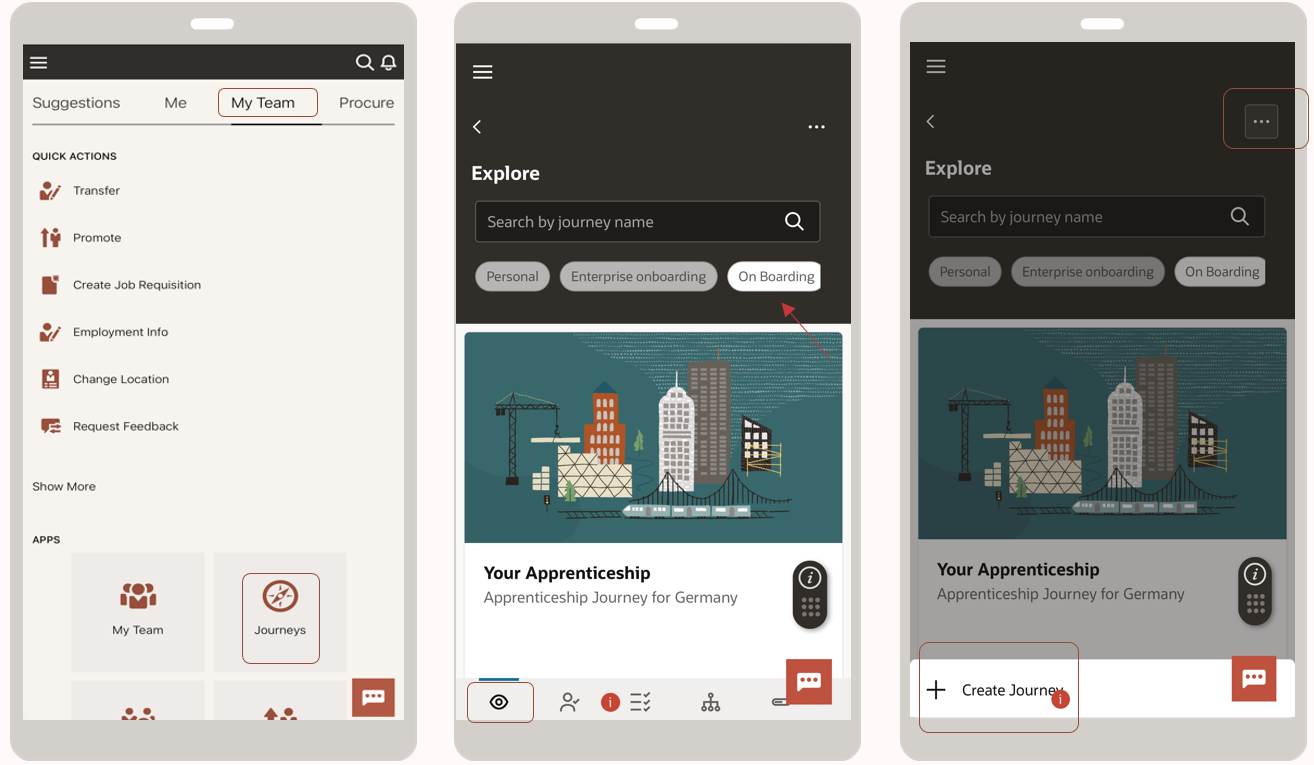 Suggestions Me My Team Procure
QUICK ACTIONS
Transfer
Promote
Create Job Requisition
Employment Info
Change Location
Request Feedback
Show More
APPS
My Team Journeys
Explore
Search by journey name
Personal Enterprise onboarding On Boarding
Your Apprenticeship
Apprenticeship Journey for Germany
Explore
Search by journey name
Personal Enterprise onboarding On Boarding
Your Apprenticeship
Apprenticeship Journey for Germany
Create Journey